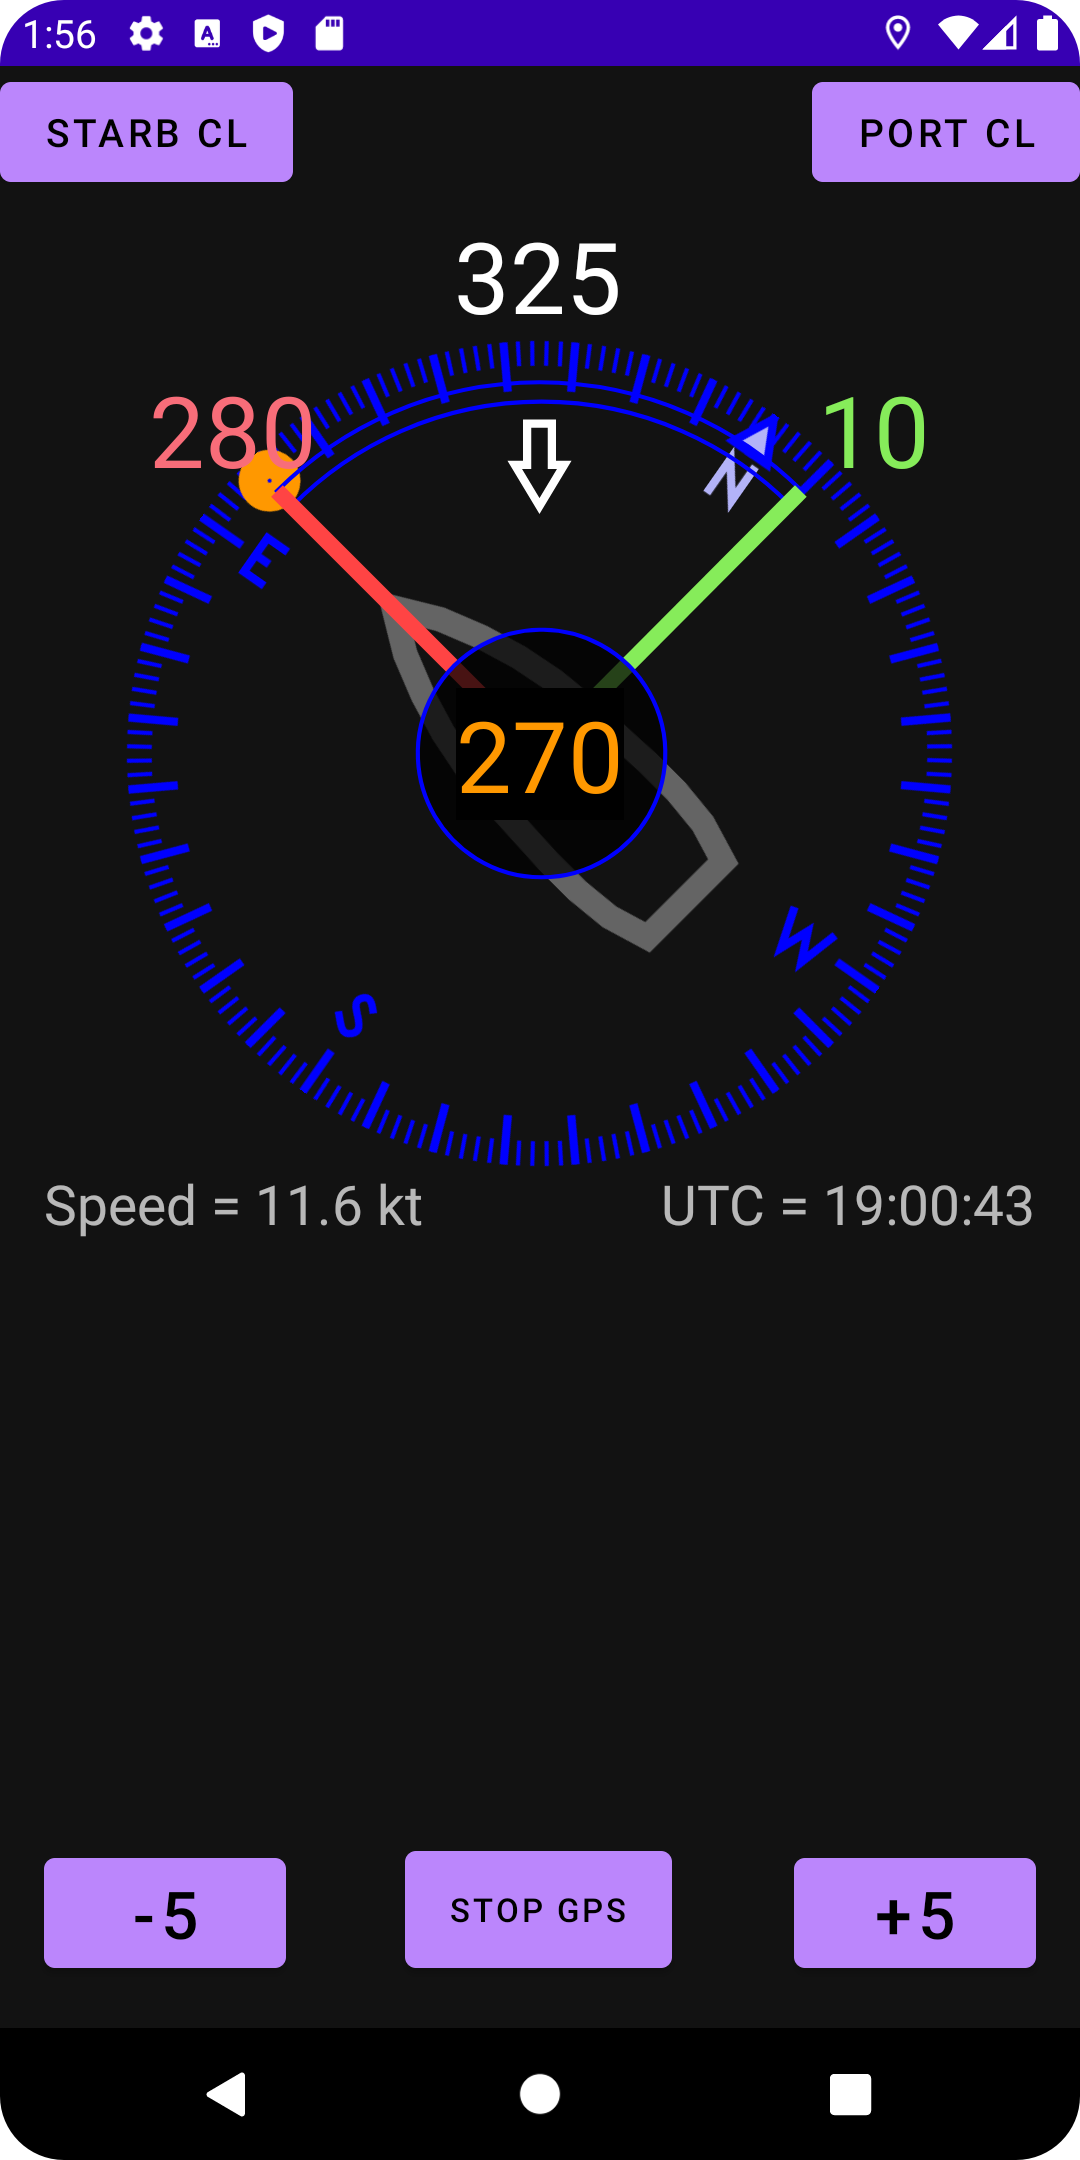 1:56
STARB CL
PORT CL
325
280
10
N
E
270
W
S
Speed = 11.6 kt
UTC = 19:00:43
-5
STOP GPS
+5